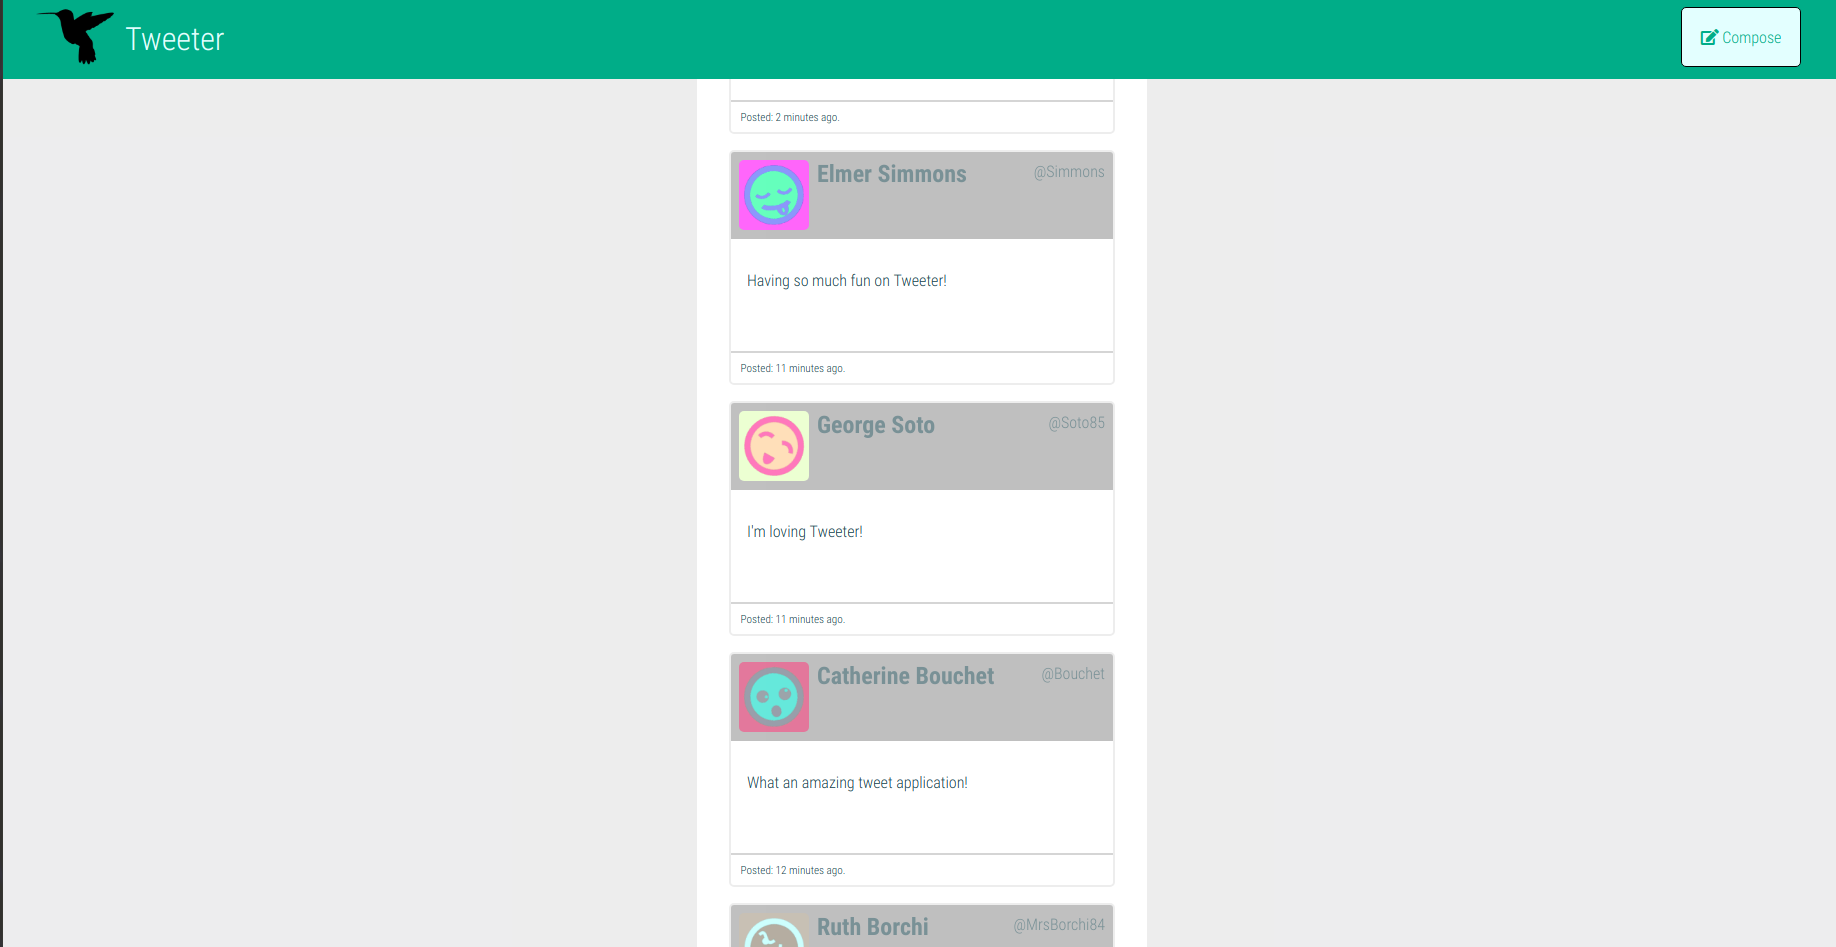 Tweeter
Compose
Posted: 2 minutes ago.
Elmer Simmons @Simmons
Having so much fun on Tweeter!
Posted: 11 minutes ago.
George Soto @Soto85
I'm loving Tweeter!
Posted: 11 minutes ago.
Catherine Bouchet @Bouchet
What an amazing tweet application!
Posted: 12 minutes ago.
Ruth Borchi @MrsBorchi84